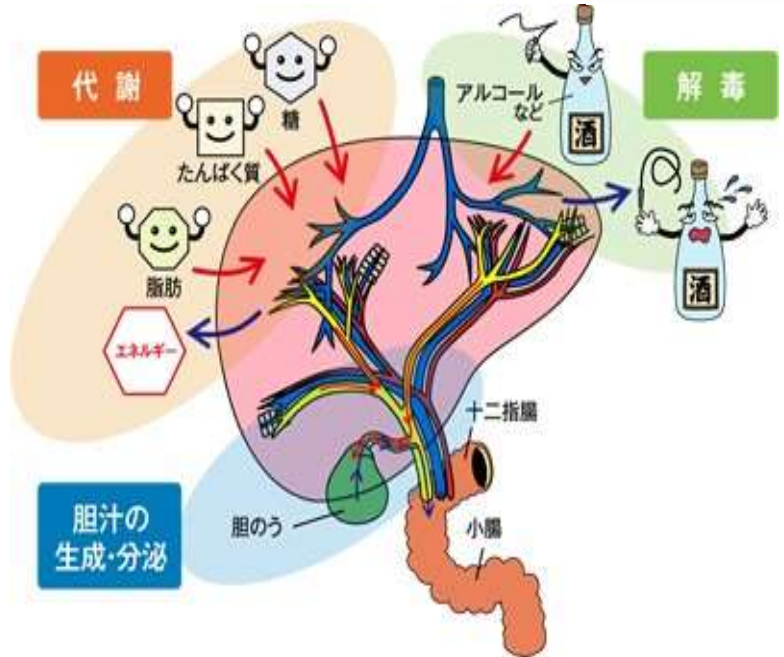 代謝
糖
たんぱく質
脂肪
エネルギー
アルコール
など
酒
解毒
酒
十二指腸
胆のう
小腸
胆汁の
生成・分泌